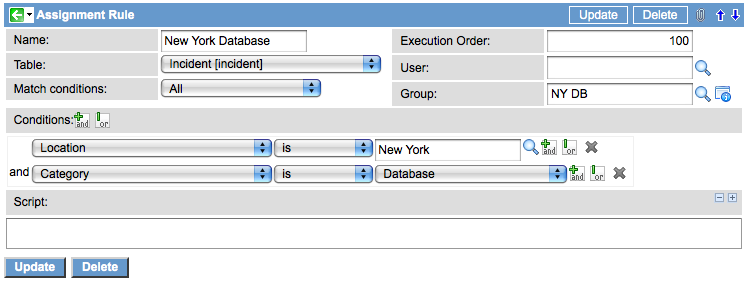 Assignment Rule Update Delete
Name: New York Database Execution Order: 100
Table: Incident [incident] User:
Match conditions: All Group: NY DB
Conditions: and or
Location is New York and or
and Category is Database and or
Script:
Update Delete